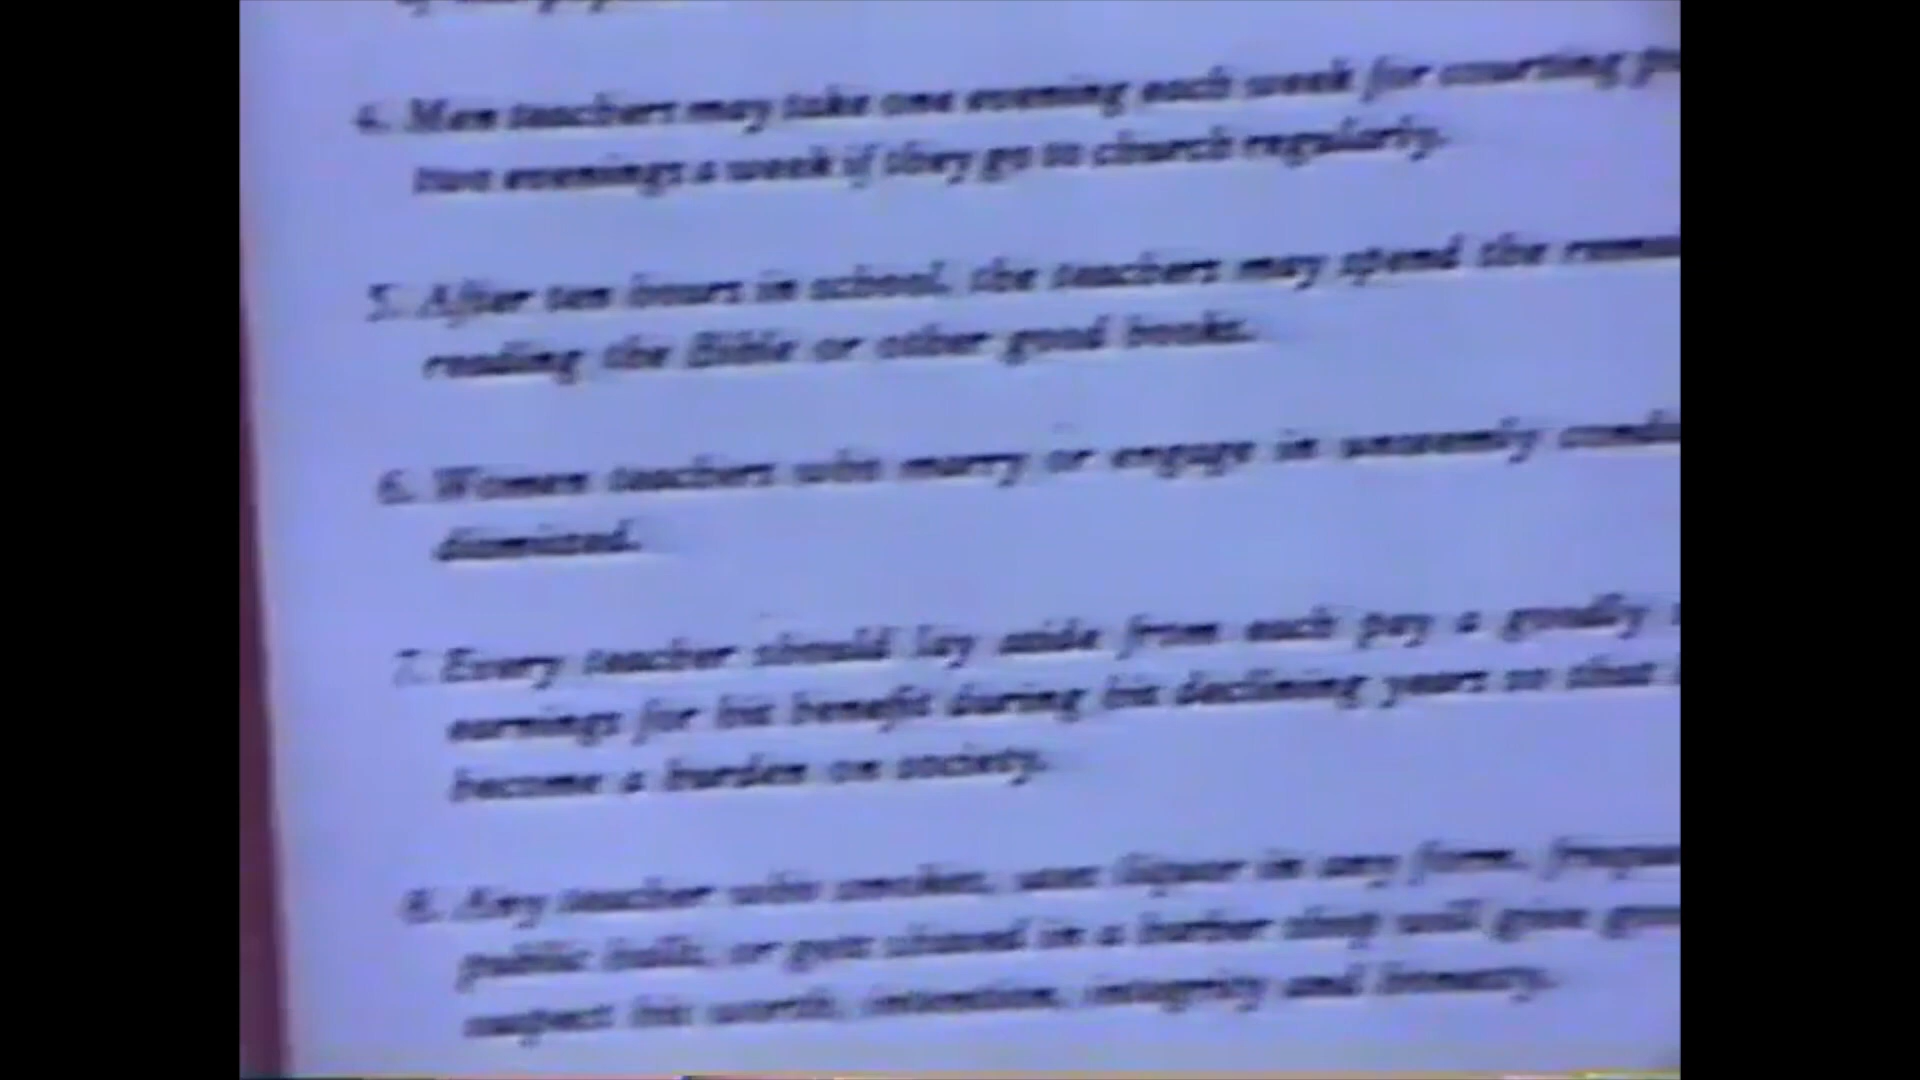 4. Men teachers may take one evening each week for courting
two evenings a week if they go to church regularly.
5. After ten hours in school, the teachers may spend the
reading the Bible or other good books.
6. Women teachers who marry or engage in unseemly
dismissed.
7. Every teacher should lay aside from each pay a goodly
earnings for his benefit during his declining years so that
become a burden on society.
8. Any teacher who smokes, uses liquor in any form,
public halls, or gets shaved in a barber shop will give
suspect his worth, intention, integrity and honesty.